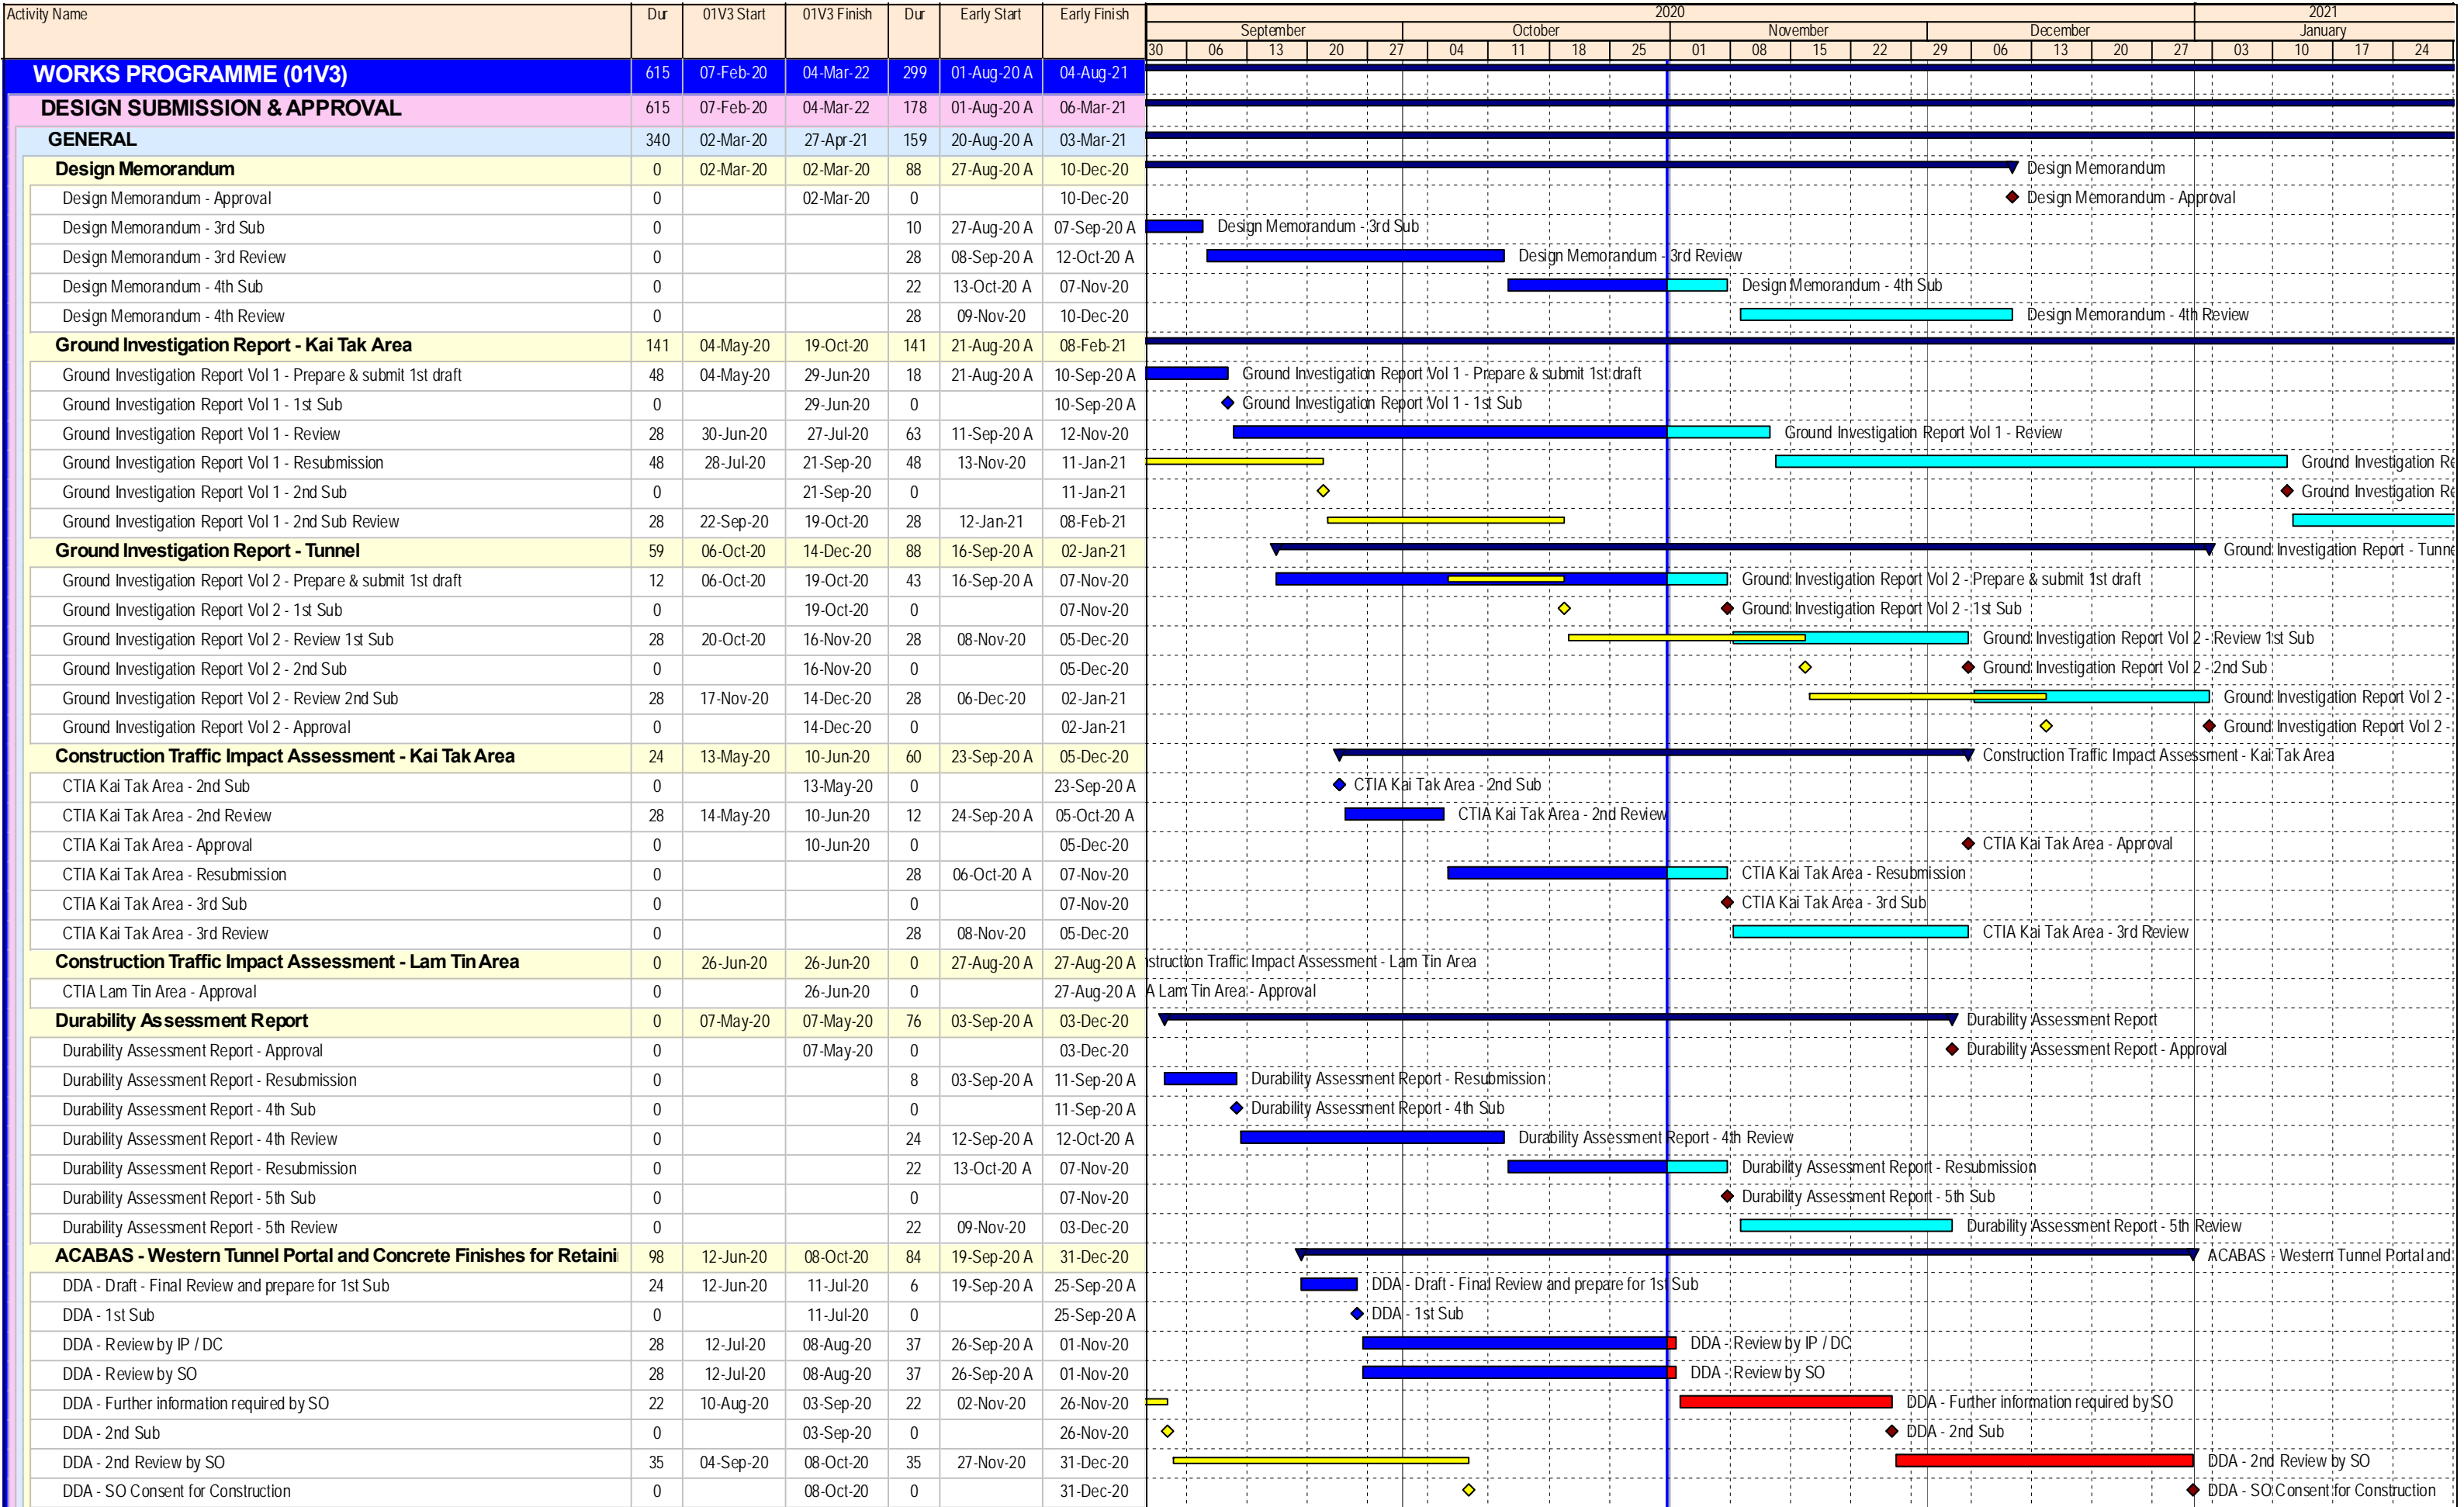 Activity Name Dur 01V3 Start 01V3 Finish Dur Early Start Early Finish 2020 2021
September October November December January
30 06 13 20 27 04 11 18 25 01 08 15 22 29 06 13 20 27 03 10 17 24
WORKS PROGRAMME (01V3) 615 07-Feb-20 04-Mar-22 299 01-Aug-20 A 04-Aug-21
DESIGN SUBMISSION & APPROVAL 615 07-Feb-20 04-Mar-22 178 01-Aug-20 A 06-Mar-21
GENERAL 340 02-Mar-20 27-Apr-21 159 20-Aug-20 A 03-Mar-21
Design Memorandum 0 02-Mar-20 02-Mar-20 88 27-Aug-20 A 10-Dec-20 Design Memorandum
Design Memorandum - Approval 0 02-Mar-20 0 10-Dec-20 Design Memorandum - Approval
Design Memorandum - 3rd Sub 0 10 27-Aug-20 A 07-Sep-20 A Design Memorandum - 3rd Sub
Design Memorandum - 3rd Review 0 28 08-Sep-20 A 12-Oct-20 A Design Memorandum - 3rd Review
Design Memorandum - 4th Sub 0 22 13-Oct-20 A 07-Nov-20 Design Memorandum - 4th Sub
Design Memorandum - 4th Review 0 28 09-Nov-20 10-Dec-20 Design Memorandum - 4th Review
Ground Investigation Report - Kai Tak Area 141 04-May-20 19-Oct-20 141 21-Aug-20 A 08-Feb-21
Ground Investigation Report Vol 1 - Prepare & submit 1st draft 48 04-May-20 29-Jun-20 18 21-Aug-20 A 10-Sep-20 A Ground Investigation Report Vol 1 - Prepare & submit 1st draft
Ground Investigation Report Vol 1 - 1st Sub 0 29-Jun-20 0 10-Sep-20 A Ground Investigation Report Vol 1 - 1st Sub
Ground Investigation Report Vol 1 - Review 28 30-Jun-20 27-Jul-20 63 11-Sep-20 A 12-Nov-20 Ground Investigation Report Vol 1 - Review
Ground Investigation Report Vol 1 - Resubmission 48 28-Jul-20 21-Sep-20 48 13-Nov-20 11-Jan-21 Ground Investigation Re
Ground Investigation Report Vol 1 - 2nd Sub 0 21-Sep-20 0 11-Jan-21 Ground Investigation Re
Ground Investigation Report Vol 1 - 2nd Sub Review 28 22-Sep-20 19-Oct-20 28 12-Jan-21 08-Feb-21
Ground Investigation Report - Tunnel 59 06-Oct-20 14-Dec-20 88 16-Sep-20 A 02-Jan-21 Ground Investigation Report - Tunne
Ground Investigation Report Vol 2 - Prepare & submit 1st draft 12 06-Oct-20 19-Oct-20 43 16-Sep-20 A 07-Nov-20 Ground Investigation Report Vol 2 - Prepare & submit 1st draft
Ground Investigation Report Vol 2 - 1st Sub 0 19-Oct-20 0 07-Nov-20 Ground Investigation Report Vol 2 - 1st Sub
Ground Investigation Report Vol 2 - Review 1st Sub 28 20-Oct-20 16-Nov-20 28 08-Nov-20 05-Dec-20 Ground Investigation Report Vol 2 - Review 1st Sub
Ground Investigation Report Vol 2 - 2nd Sub 0 16-Nov-20 0 05-Dec-20 Ground Investigation Report Vol 2 - 2nd Sub
Ground Investigation Report Vol 2 - Review 2nd Sub 28 17-Nov-20 14-Dec-20 28 06-Dec-20 02-Jan-21 Ground Investigation Report Vol 2 -
Ground Investigation Report Vol 2 - Approval 0 14-Dec-20 0 02-Jan-21 Ground Investigation Report Vol 2 -
Construction Traffic Impact Assessment - Kai Tak Area 24 13-May-20 10-Jun-20 60 23-Sep-20 A 05-Dec-20 Construction Traffic Impact Assessment - Kai Tak Area
CTIA Kai Tak Area - 2nd Sub 0 13-May-20 0 23-Sep-20 A CTIA Kai Tak Area - 2nd Sub
CTIA Kai Tak Area - 2nd Review 28 14-May-20 10-Jun-20 12 24-Sep-20 A 05-Oct-20 A CTIA Kai Tak Area - 2nd Review
CTIA Kai Tak Area - Approval 0 10-Jun-20 0 05-Dec-20 CTIA Kai Tak Area - Approval
CTIA Kai Tak Area - Resubmission 0 28 06-Oct-20 A 07-Nov-20 CTIA Kai Tak Area - Resubmission
CTIA Kai Tak Area - 3rd Sub 0 0 07-Nov-20 CTIA Kai Tak Area - 3rd Sub
CTIA Kai Tak Area - 3rd Review 0 28 08-Nov-20 05-Dec-20 CTIA Kai Tak Area - 3rd Review
Construction Traffic Impact Assessment - Lam Tin Area 0 26-Jun-20 26-Jun-20 0 27-Aug-20 A 27-Aug-20 A struction Traffic Impact Assessment - Lam Tin Area
CTIA Lam Tin Area - Approval 0 26-Jun-20 0 27-Aug-20 A A Lam Tin Area - Approval
Durability Assessment Report 0 07-May-20 07-May-20 76 03-Sep-20 A 03-Dec-20 Durability Assessment Report
Durability Assessment Report - Approval 0 07-May-20 0 03-Dec-20 Durability Assessment Report - Approval
Durability Assessment Report - Resubmission 0 8 03-Sep-20 A 11-Sep-20 A Durability Assessment Report - Resubmission
Durability Assessment Report - 4th Sub 0 0 11-Sep-20 A Durability Assessment Report - 4th Sub
Durability Assessment Report - 4th Review 0 24 12-Sep-20 A 12-Oct-20 A Durability Assessment Report - 4th Review
Durability Assessment Report - Resubmission 0 22 13-Oct-20 A 07-Nov-20 Durability Assessment Report - Resubmission
Durability Assessment Report - 5th Sub 0 0 07-Nov-20 Durability Assessment Report - 5th Sub
Durability Assessment Report - 5th Review 0 22 09-Nov-20 03-Dec-20 Durability Assessment Report - 5th Review
ACABAS - Western Tunnel Portal and Concrete Finishes for Retaini 98 12-Jun-20 08-Oct-20 84 19-Sep-20 A 31-Dec-20 ACABAS - Western Tunnel Portal and
DDA - Draft - Final Review and prepare for 1st Sub 24 12-Jun-20 11-Jul-20 6 19-Sep-20 A 25-Sep-20 A DDA - Draft - Final Review and prepare for 1st Sub
DDA - 1st Sub 0 11-Jul-20 0 25-Sep-20 A DDA - 1st Sub
DDA - Review by IP / DC 28 12-Jul-20 08-Aug-20 37 26-Sep-20 A 01-Nov-20 DDA - Review by IP / DC
DDA - Review by SO 28 12-Jul-20 08-Aug-20 37 26-Sep-20 A 01-Nov-20 DDA - Review by SO
DDA - Further information required by SO 22 10-Aug-20 03-Sep-20 22 02-Nov-20 26-Nov-20 DDA - Further information required by SO
DDA - 2nd Sub 0 03-Sep-20 0 26-Nov-20 DDA - 2nd Sub
DDA - 2nd Review by SO 35 04-Sep-20 08-Oct-20 35 27-Nov-20 31-Dec-20 DDA - 2nd Review by SO
DDA - SO Consent for Construction 0 08-Oct-20 0 31-Dec-20 DDA - SO Consent for Construction